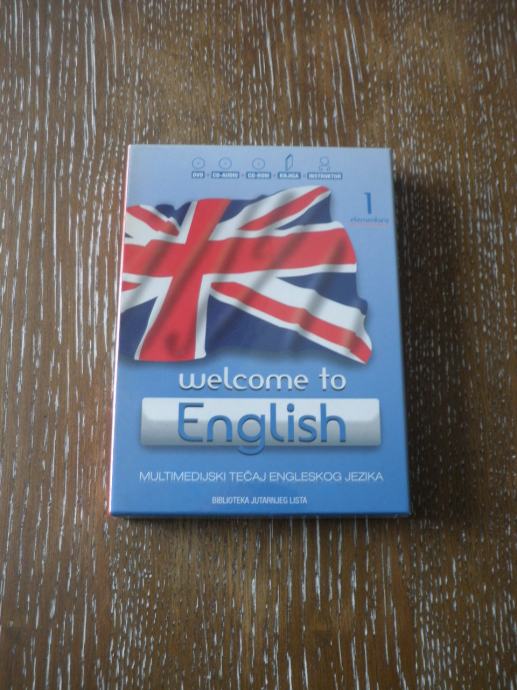 DVD + CD-AUDIO + CD-ROM + KNJIGA + INSTRUKTOR
1
elementary
welcome to
English
MULTIMEDIJSKI TEČAJ ENGLESKOG JEZIKA
BIBLIOTEKA JUTARNJEG LISTA